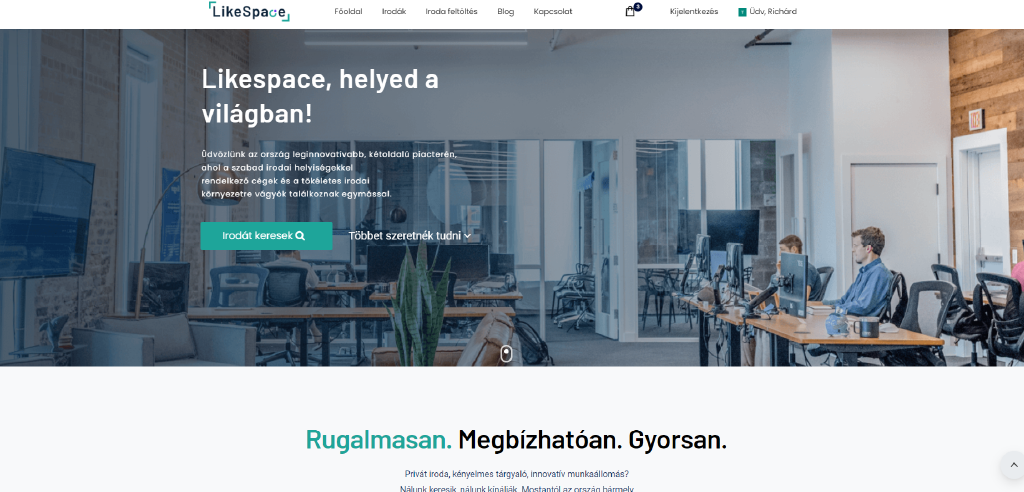 LikeSpace
Főoldal Irodák Iroda feltöltés Blog Kapcsolat 3 Kijelentkezés Üdv, Richárd
Likespace, helyed a
világban!
Üdvözlünk az ország leginnovatívabb, kétoldalú piacterén,
ahol a szabad irodai helyiségekkel
rendelkező cégek és a tökéletes irodai
környezetre vágyók találkoznak egymással.
Irodát keresek Többet szeretnék tudni
Rugalmasan. Megbízhatóan. Gyorsan.
Privát iroda, kényelmes tárgyaló, innovatív munkaállomás?
Nálunk keresik, nálunk kínálják. Mostantól az ország bármely